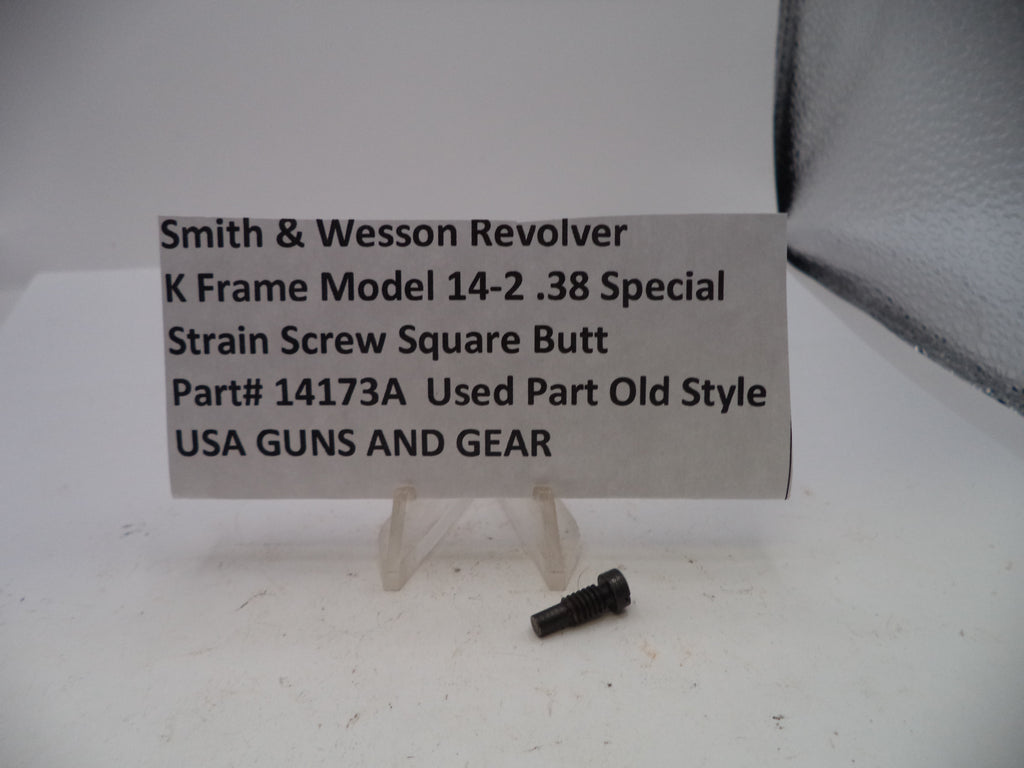 Smith & Wesson Revolver
K Frame Model 14-2 .38 Special
Strain Screw Square Butt
Part# 14173A  Used Part Old Style
USA GUNS AND GEAR